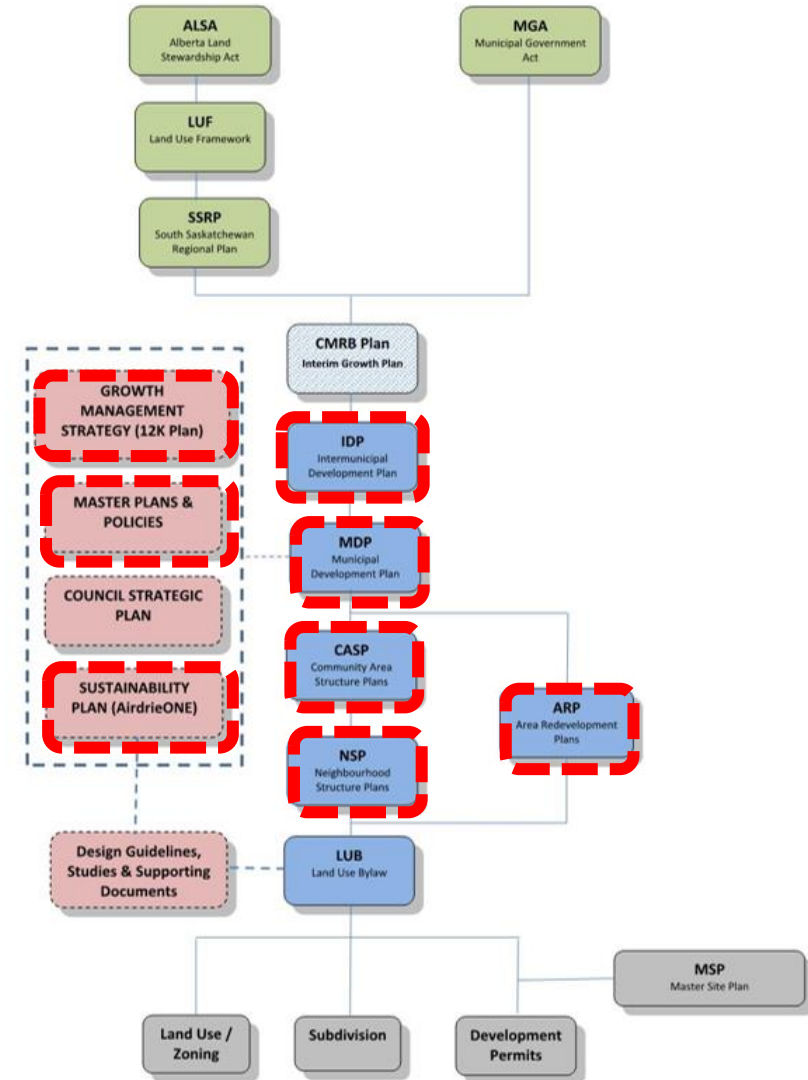 ALSA
Alberta Land
Stewardship Act
MGA
Municipal Government
Act
LUF
Land Use Framework
SSRP
South Saskatchewan
Regional Plan
CMRB Plan
Interim Growth Plan
GROWTH
MANAGEMENT
STRATEGY (12K Plan)
MASTER PLANS &
POLICIES
COUNCIL STRATEGIC
PLAN
SUSTAINABILITY
PLAN (AirdrieONE)
IDP
Intermunicipal
Development Plan
MDP
Municipal
Development Plan
CASP
Community Area
Structure Plans
ARP
Area Redevelopment
Plans
NSP
Neighbourhood
Structure Plans
Design Guidelines,
Studies & Supporting
Documents
LUB
Land Use Bylaw
MSP
Master Site Plan
Land Use /
Zoning
Subdivision
Development
Permits